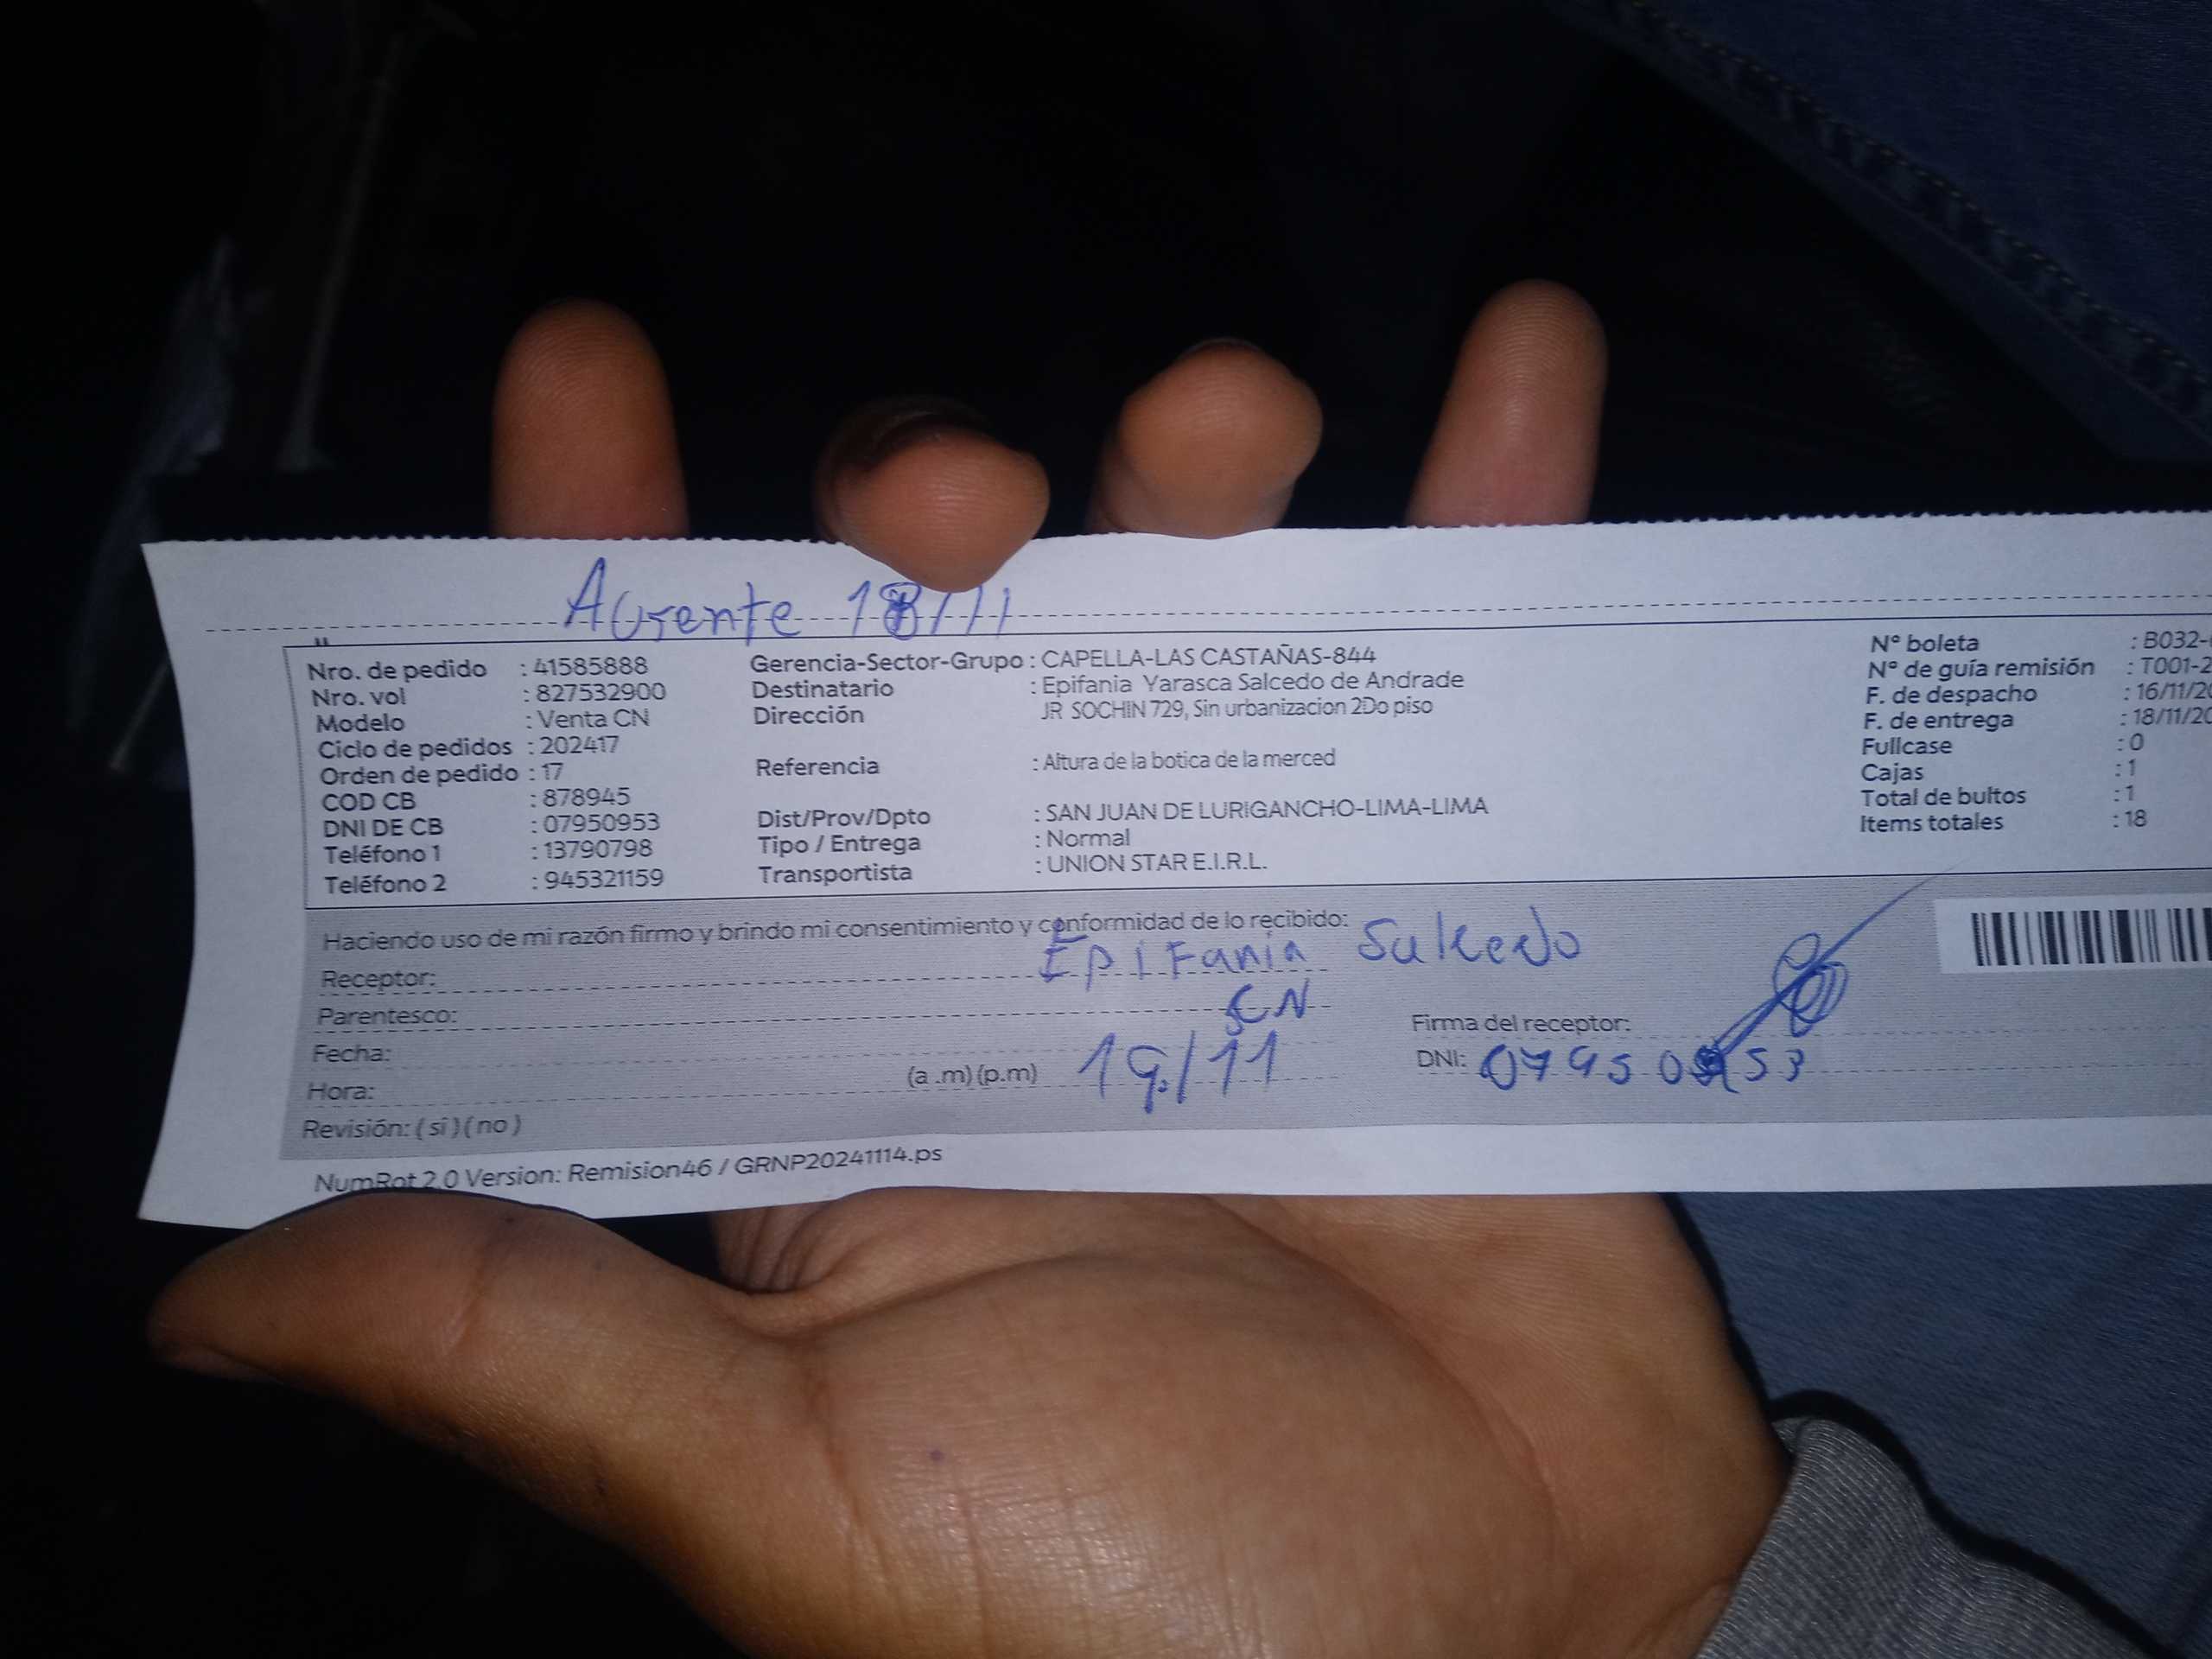 Ausente 18/11
Nro. de pedido : 41585888
Nro. vol : 827532900
Modelo : Venta CN
Ciclo de pedidos : 202417
Orden de pedido : 17
COD CB : 878945
DNI DE CB : 07950953
Teléfono 1 : 13790798
Teléfono 2 : 945321159
Gerencia-Sector-Grupo : CAPELLA-LAS CASTAÑAS-844
Destinatario : Epifania Yarasca Salcedo de Andrade
Dirección JR SOCHIN 729, Sin urbanizacion 2Do piso
Referencia : Altura de la botica de la merced
Dist/Prov/Dpto : SAN JUAN DE LURIGANCHO-LIMA-LIMA
Tipo / Entrega : Normal
Transportista : UNION STAR E.I.R.L.
N° boleta : B032-
N° de guía remisión : T001-2
F. de despacho : 16/11/20
F. de entrega : 18/11/20
Fullcase : 0
Cajas : 1
Total de bultos : 1
Items totales : 18
Haciendo uso de mi razón firmo y brindo mi consentimiento y conformidad de lo recibido:
Receptor: EpiFania Salcedo
Parentesco: CN
Fecha:
Hora: (a .m) (p.m) 19/11
Revisión: ( si ) ( no )
Firma del receptor:
DNI: 07950953
NumRot 2.0 Version: Remision46 / GRNP20241114.ps